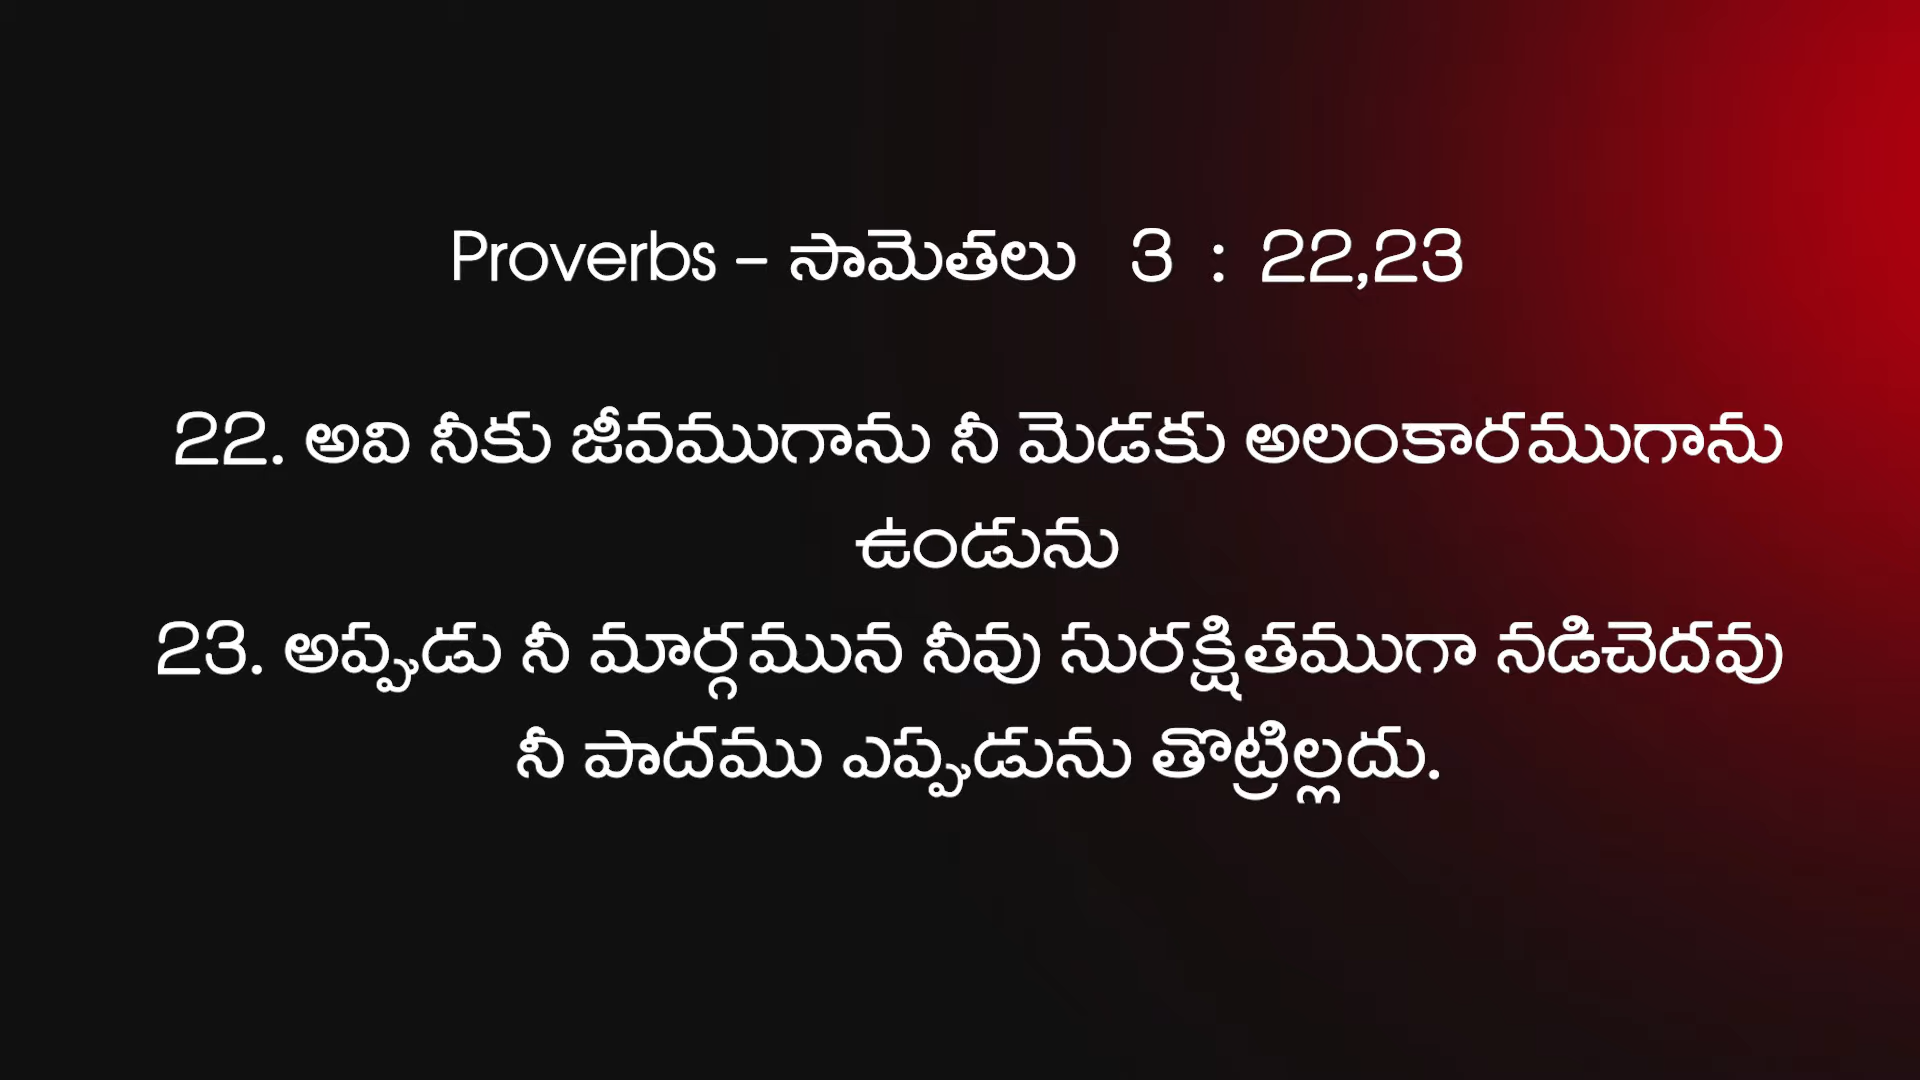 Proverbs – సామెతలు 3 : 22,23
22. అవి నీకు జీవముగాను నీ మెడకు అలంకారముగాను
ఉండును
23. అప్పుడు నీ మార్గమున నీవు సురక్షితముగా నడిచెదవు
నీ పాదము ఎప్పుడును తొట్రిల్లదు.